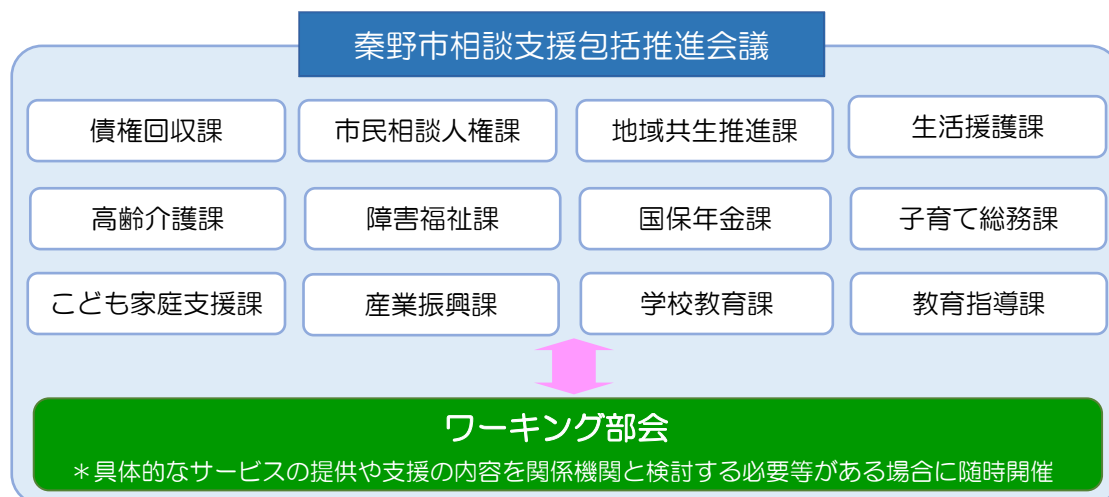 秦野市相談支援包括推進会議
債権回収課 市民相談人権課 地域共生推進課 生活援護課
高齢介護課 障害福祉課 国保年金課 子育て総務課
こども家庭支援課 産業振興課 学校教育課 教育指導課
ワーキング部会
＊具体的なサービスの提供や支援の内容を関係機関と検討する必要等がある場合に随時開催